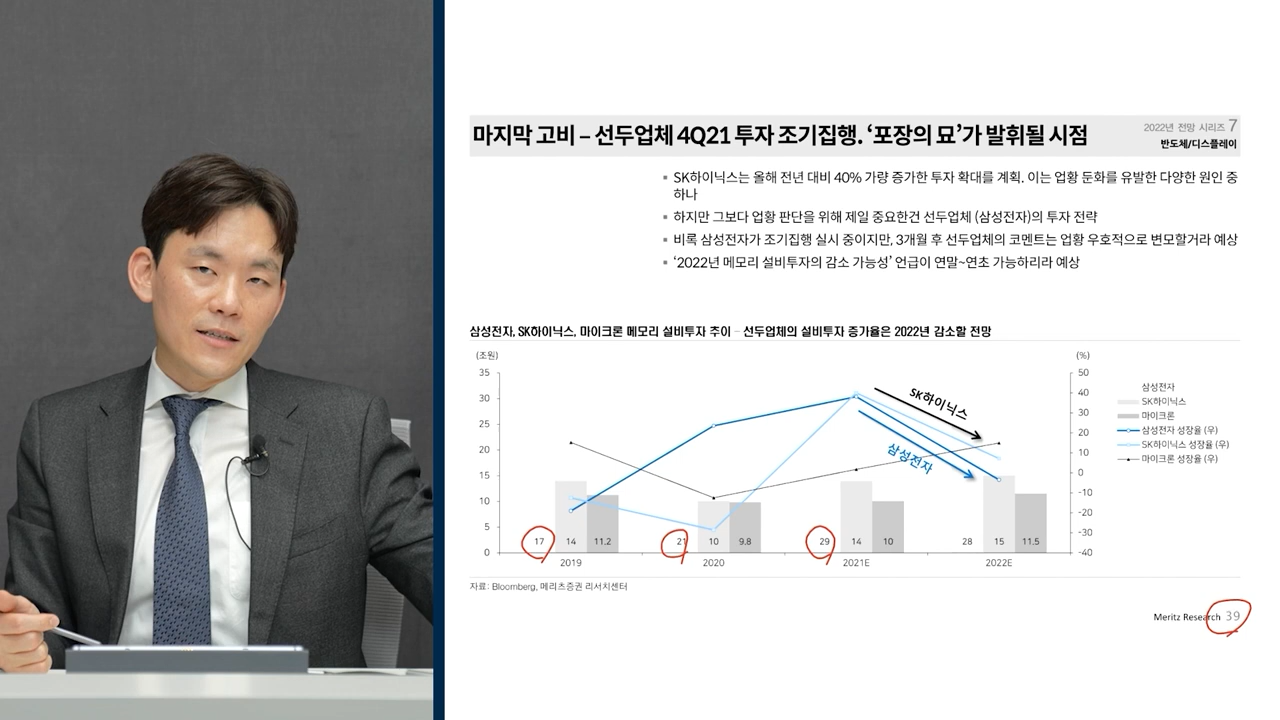 마지막 고비 – 선두업체 4Q21 투자 조기집행. ‘포장의 묘’가 발휘될 시점
2022년 전망 시리즈 7
반도체/디스플레이
▪ SK하이닉스는 올해 전년 대비 40% 가량 증가한 투자 확대를 계획. 이는 업황 둔화를 유발한 다양한 원인 중
하나
▪ 하지만 그보다 업황 판단을 위해 제일 중요한건 선두업체 (삼성전자)의 투자 전략
▪ 비록 삼성전자가 조기집행 실시 중이지만, 3개월 후 선두업체의 코멘트는 업황 우호적으로 변모할거라 예상
▪ ‘2022년 메모리 설비투자의 감소 가능성’ 언급이 연말~연초 가능하리라 예상
삼성전자, SK하이닉스, 마이크론 메모리 설비투자 추이 – 선두업체의 설비투자 증가율은 2022년 감소할 전망
(조원)
(%)
35
30
25
20
15
10
5
0
50
40
30
20
10
0
-10
-20
-30
-40
SK하이닉스
삼성전자
17 14 11.2
21 10 9.8
29 14 10
28 15 11.5
2019 2020 2021E 2022E
삼성전자
SK하이닉스
마이크론
삼성전자 성장율 (우)
SK하이닉스 성장율 (우)
마이크론 성장율 (우)
자료: Bloomberg, 메리츠증권 리서치센터
Meritz Research 39